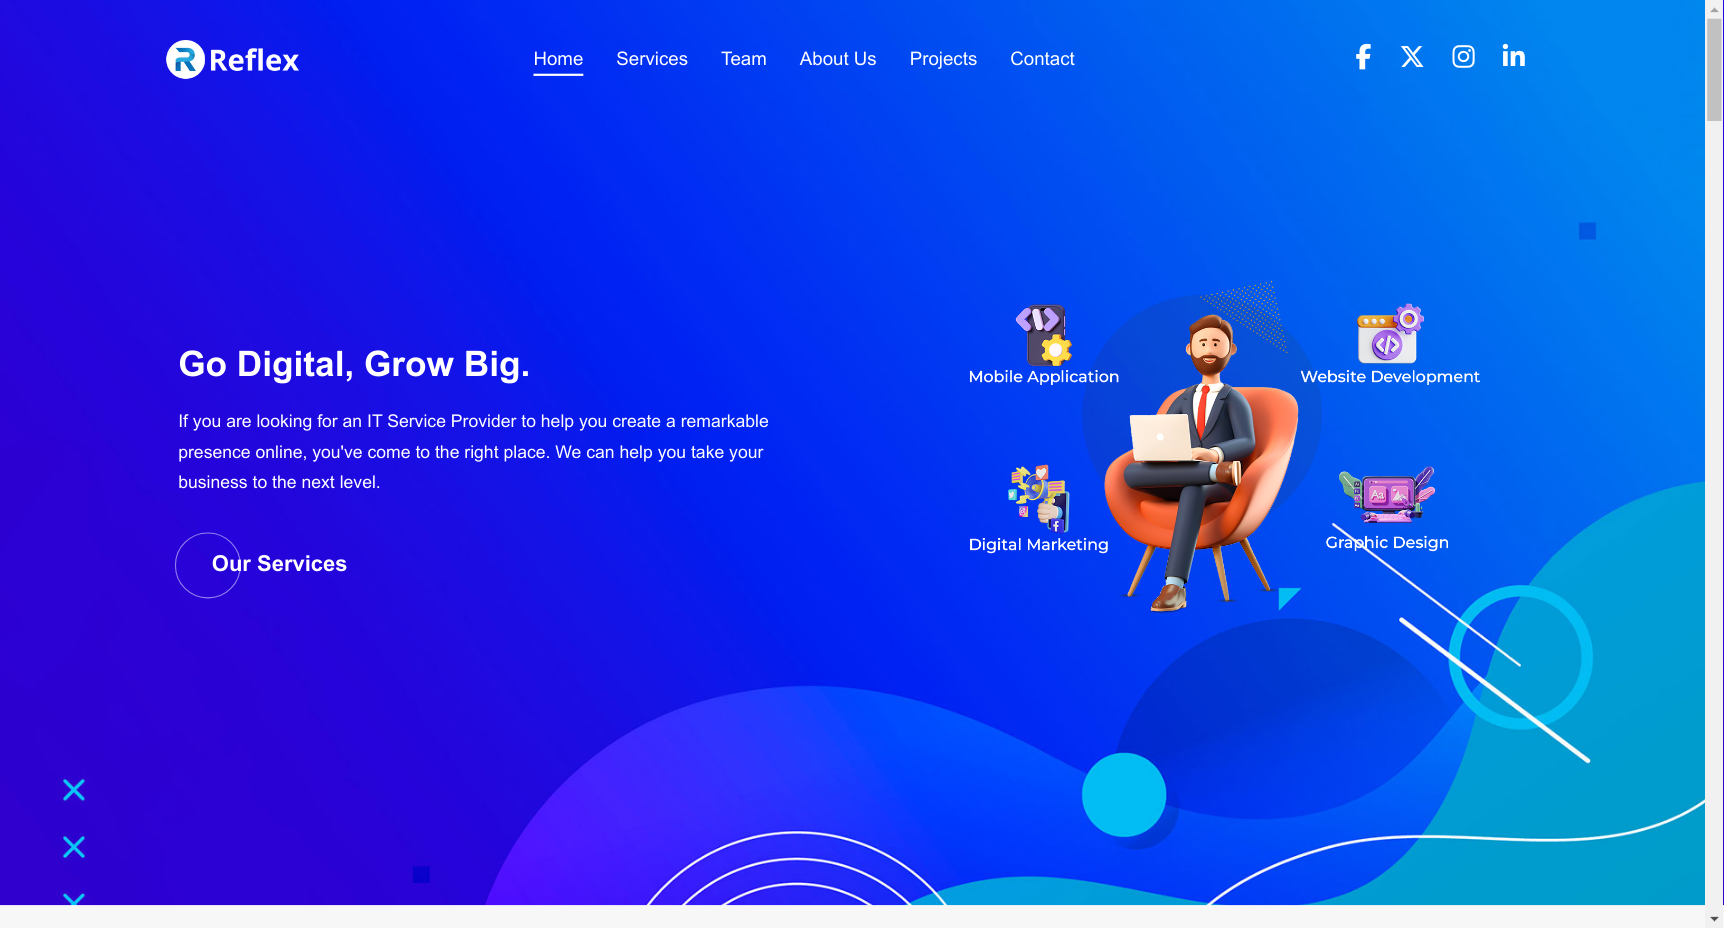 Reflex
Home Services Team About Us Projects Contact
Go Digital, Grow Big.
If you are looking for an IT Service Provider to help you create a remarkable
presence online, you've come to the right place. We can help you take your
business to the next level.
Our Services
Mobile Application
Website Development
Digital Marketing
Aa
Graphic Design